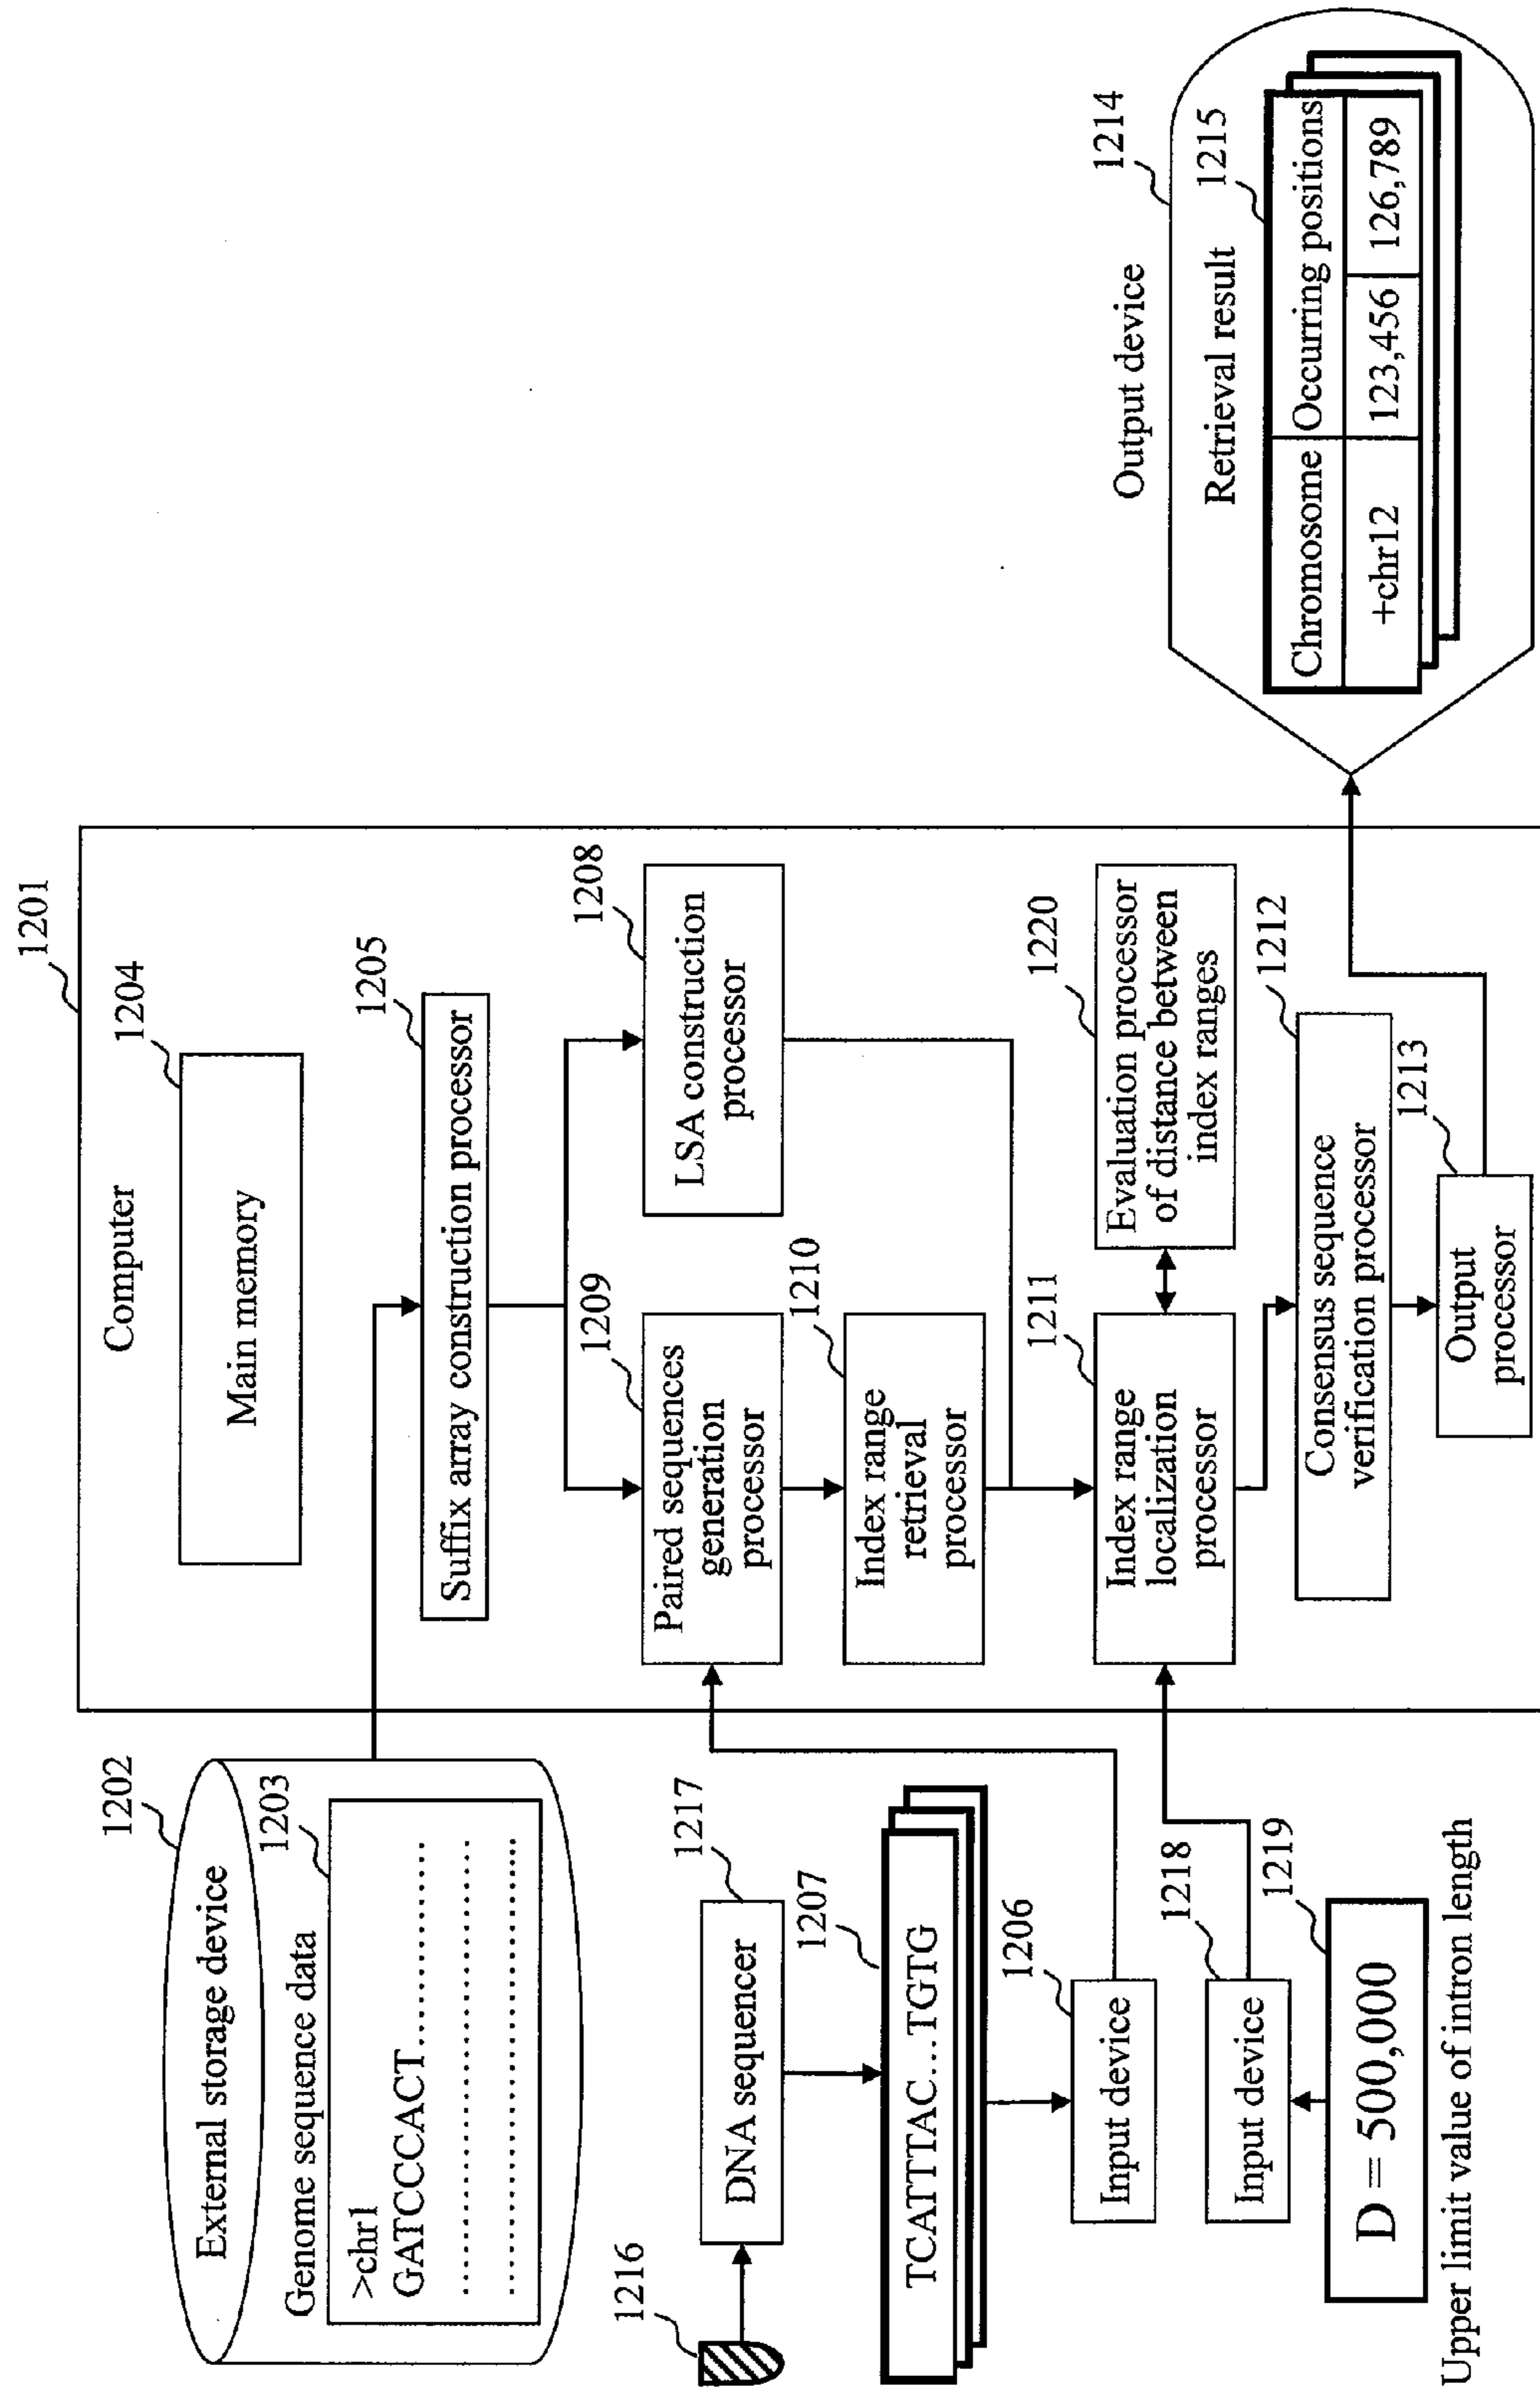 1202
External storage device
1203
Genome sequence data
>chr1
GATCCCACT....................
..........................................
..........................................
1216
1217
DNA sequencer
1207
TCATTTAC...TGTG
1206
Input device
1218
Input device
1219
D = 500,000
Upper limit value of intron length
1201
Computer
1204
Main memory
1205
Suffix array construction processor
1209
Paired sequences
generation
processor
1208
LSA construction
processor
1210
Index range
retrieval
processor
1211
Index range
localization
processor
1220
Evaluation processor
of distance between
index ranges
1212
Consensus sequence
verification processor
1213
Output
processor
Output device
1214
Retrieval result
1215
Chromosome Occurring positions
+chr12 123,456 126,789